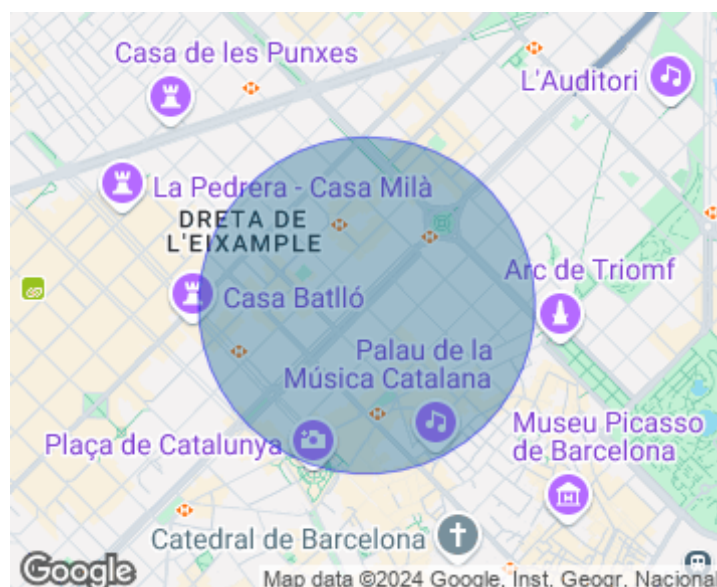 Casa de les Punxes
L'Auditori
La Pedrera - Casa Milà
DRETA DE
L'EIXAMPLE
Arc de Triomf
Casa Batlló
Palau de la
Música Catalana
Museu Picasso
de Barcelona
Plaça de Catalunya
Catedral de Barcelona
Google
Map data ©2024 Google, Inst. Geogr. Naciona